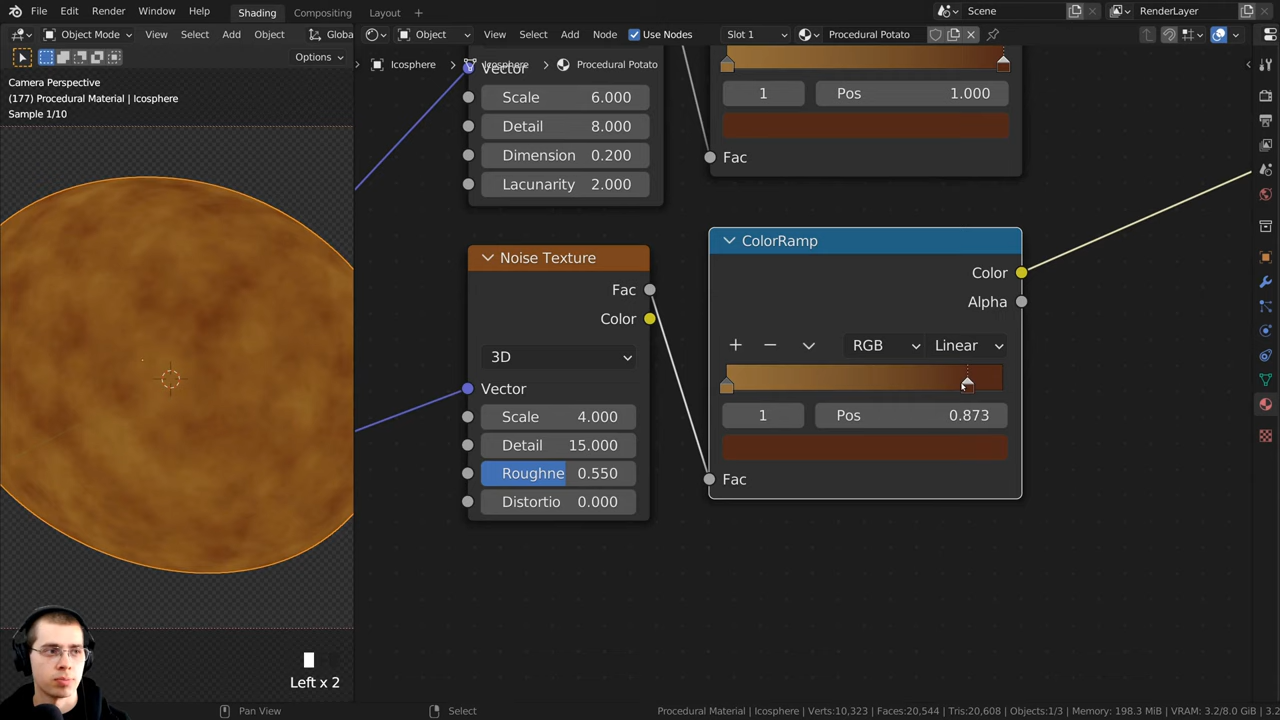 File Edit Render Window Help Shading Compositing Layout + Scene RenderLayer
Object Mode View Select Add Object Globa Object View Select Add Node Use Nodes Slot 1 Procedural Potato
Options Icosphere Icosphere Procedural Potato
Camera Perspective
(177) Procedural Material | Icosphere
Sample 1/10
Vector
Scale 6.000
Detail 8.000
Dimension 0.200
Lacunarity 2.000
1 Pos 1.000
Fac
Noise Texture
Fac
Color
3D
Vector
Scale 4.000
Detail 15.000
Roughne 0.550
Distortio 0.000
ColorRamp
Color
Alpha
RGB Linear
1 Pos 0.873
Fac
Left x 2
Pan View Select Procedural Material | Icosphere | Verts:10,323 | Faces:20,544 | Tris:20,608 | Objects:1/3 | Memory: 198.3 MiB | VRAM: 3.2/8.0 GiB | 3.2